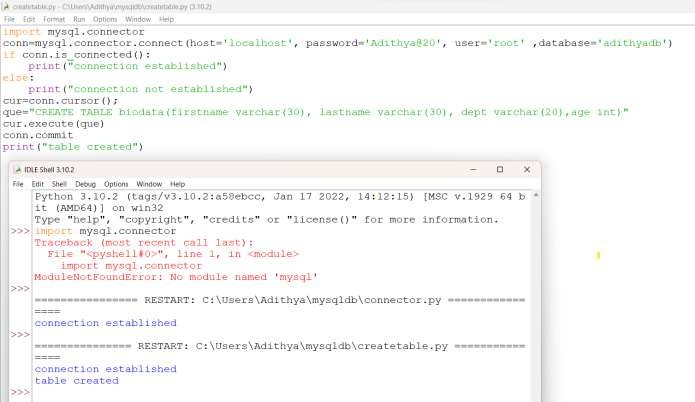 createtable.py - C:\Users\Adithya\mysqldb\createtable.py (3.10.2)
File Edit Format Run Options Window Help
import mysql.connector
conn=mysql.connector.connect(host='localhost', password='Adithya@20', user='root' ,database='adithyadb')
if conn.is_connected():
    print("connection established")
else:
    print("connection not established")
cur=conn.cursor();
que="CREATE TABLE biodata(firstname varchar(30), lastname varchar(30), dept varchar(20),age int)"
cur.execute(que)
conn.commit
print("table created")
IDLE Shell 3.10.2
File Edit Shell Debug Options Window Help
Python 3.10.2 (tags/v3.10.2:a58ebcc, Jan 17 2022, 14:12:15) [MSC v.1929 64 b
it (AMD64)] on win32
Type "help", "copyright", "credits" or "license()" for more information.
>>> import mysql.connector
Traceback (most recent call last):
  File "<pyshell#0>", line 1, in <module>
    import mysql.connector
ModuleNotFoundError: No module named 'mysql'
>>>
================ RESTART: C:\Users\Adithya\mysqldb\connector.py ============
====
connection established
>>>
=============== RESTART: C:\Users\Adithya\mysqldb\createtable.py ===========
====
connection established
table created
>>>